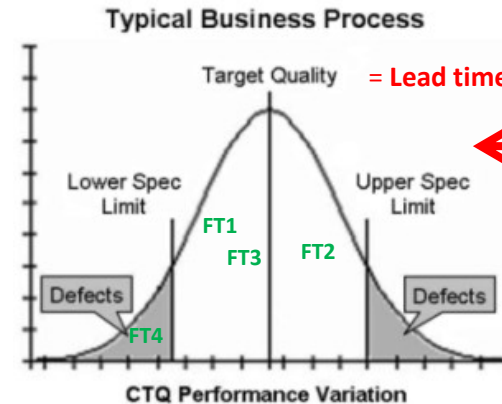 Typical Business Process
Target Quality = Lead time
Lower Spec
Limit
Upper Spec
Limit
FT1
FT3
FT2
Defects
Defects
FT4
CTQ Performance Variation